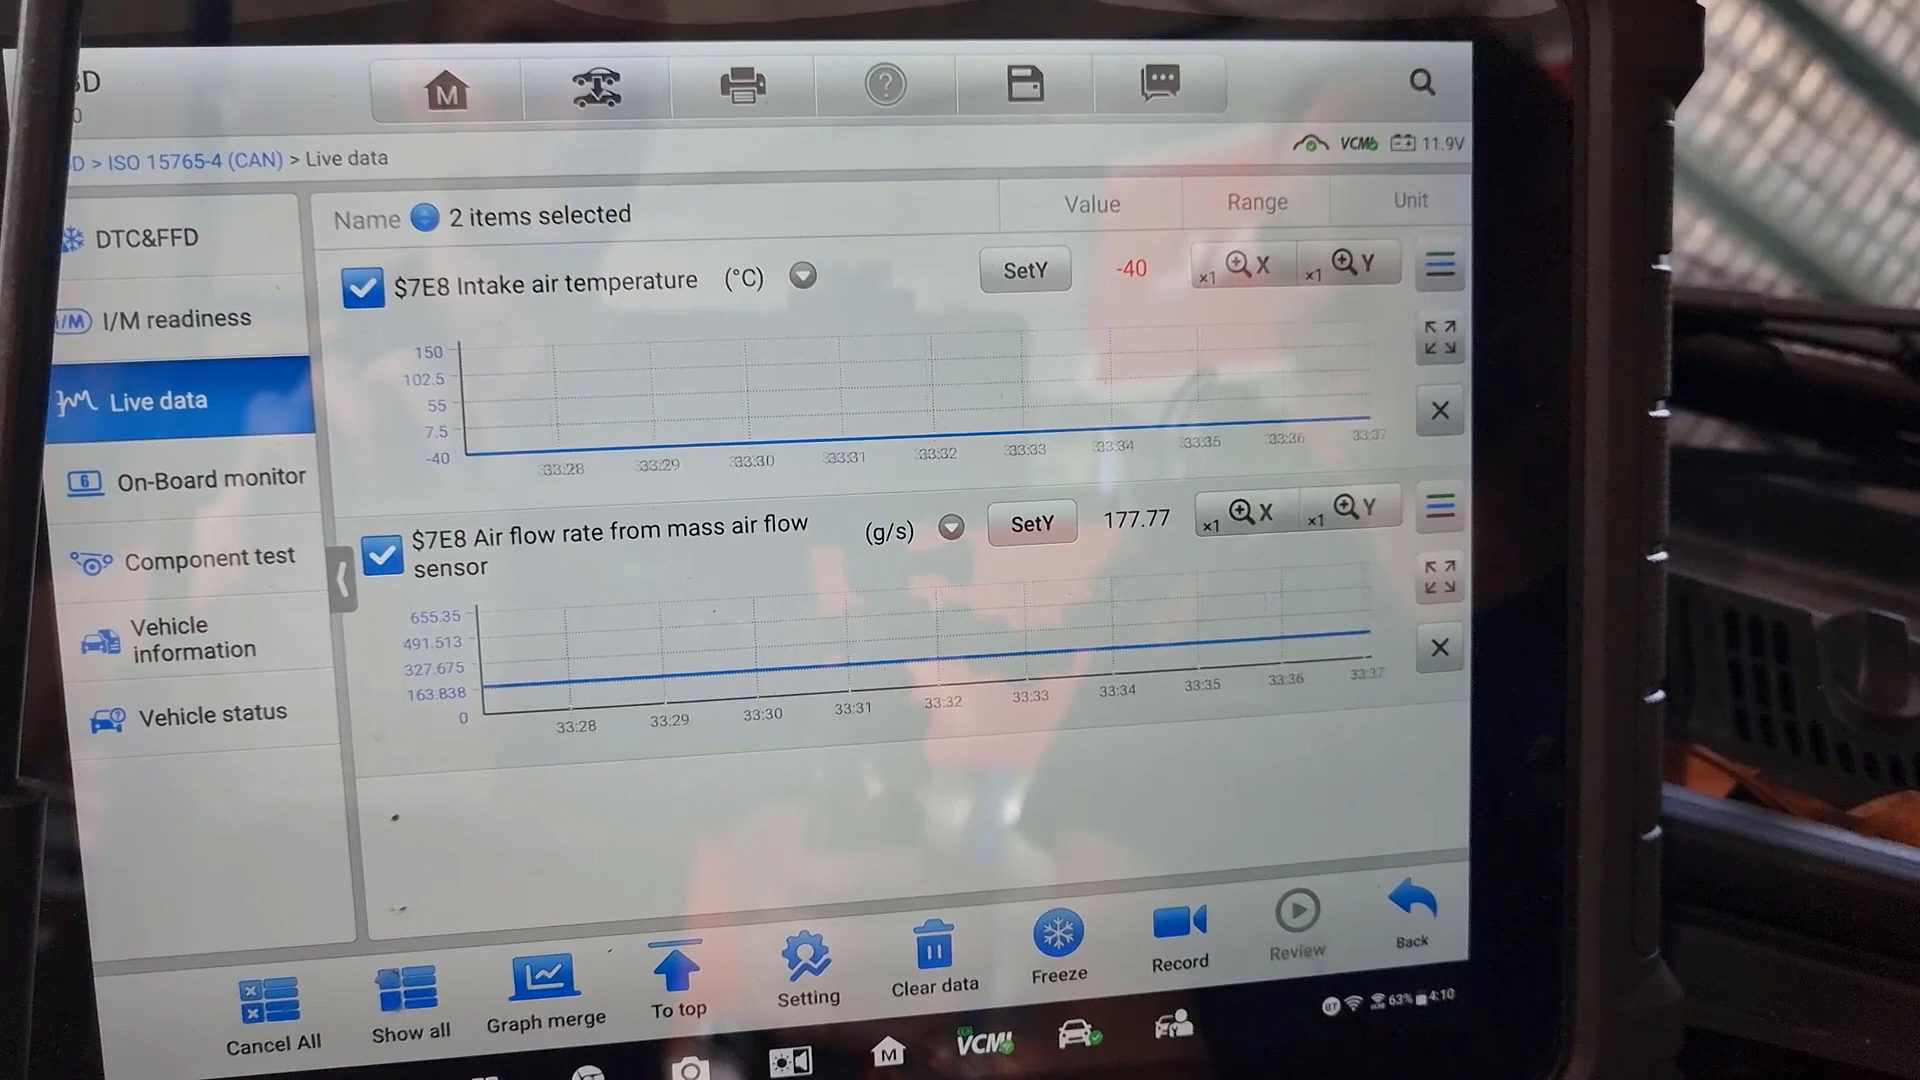 D
D > ISO 15765-4 (CAN) > Live data
VCMI 11.9V
DTC&FFD
I/M I/M readiness
Live data
6 On-Board monitor
Component test
Vehicle information
Vehicle status
Name 2 items selected Value Range Unit
$7E8 Intake air temperature (°C) SetY -40 x1 X x1 Y
150
102.5
55
7.5
-40
33:28 33:29 33:30 33:31 33:32 33:33 33:34 33:35 33:36 33:37
$7E8 Air flow rate from mass air flow (g/s) SetY 177.77 x1 X x1 Y
sensor
655.35
491.513
327.675
163.838
0
33:28 33:29 33:30 33:31 33:32 33:33 33:34 33:35 33:36 33:37
Cancel All Show all Graph merge To top Setting Clear data Freeze Record Review Back
M VCMI BT 63% 4:10